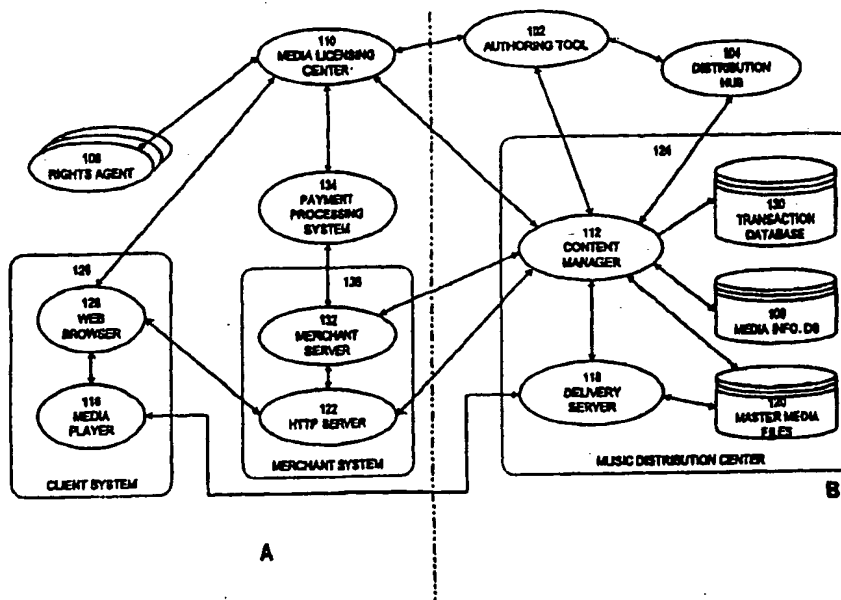 110
MEDIA LICENSING
CENTER
102
AUTHORING TOOL
104
DISTRIBUTION
HUB
108
RIGHTS AGENT
134
PAYMENT
PROCESSING
SYSTEM
124
130
TRANSACTION
DATABASE
112
CONTENT
MANAGER
126
128
WEB
BROWSER
136
132
MERCHANT
SERVER
MEDIA INFO. DB
116
MEDIA
PLAYER
122
HTTP SERVER
118
DELIVERY
SERVER
120
MASTER MEDIA
FILES
CLIENT SYSTEM
MERCHANT SYSTEM
MUSIC DISTRIBUTION CENTER
B
A